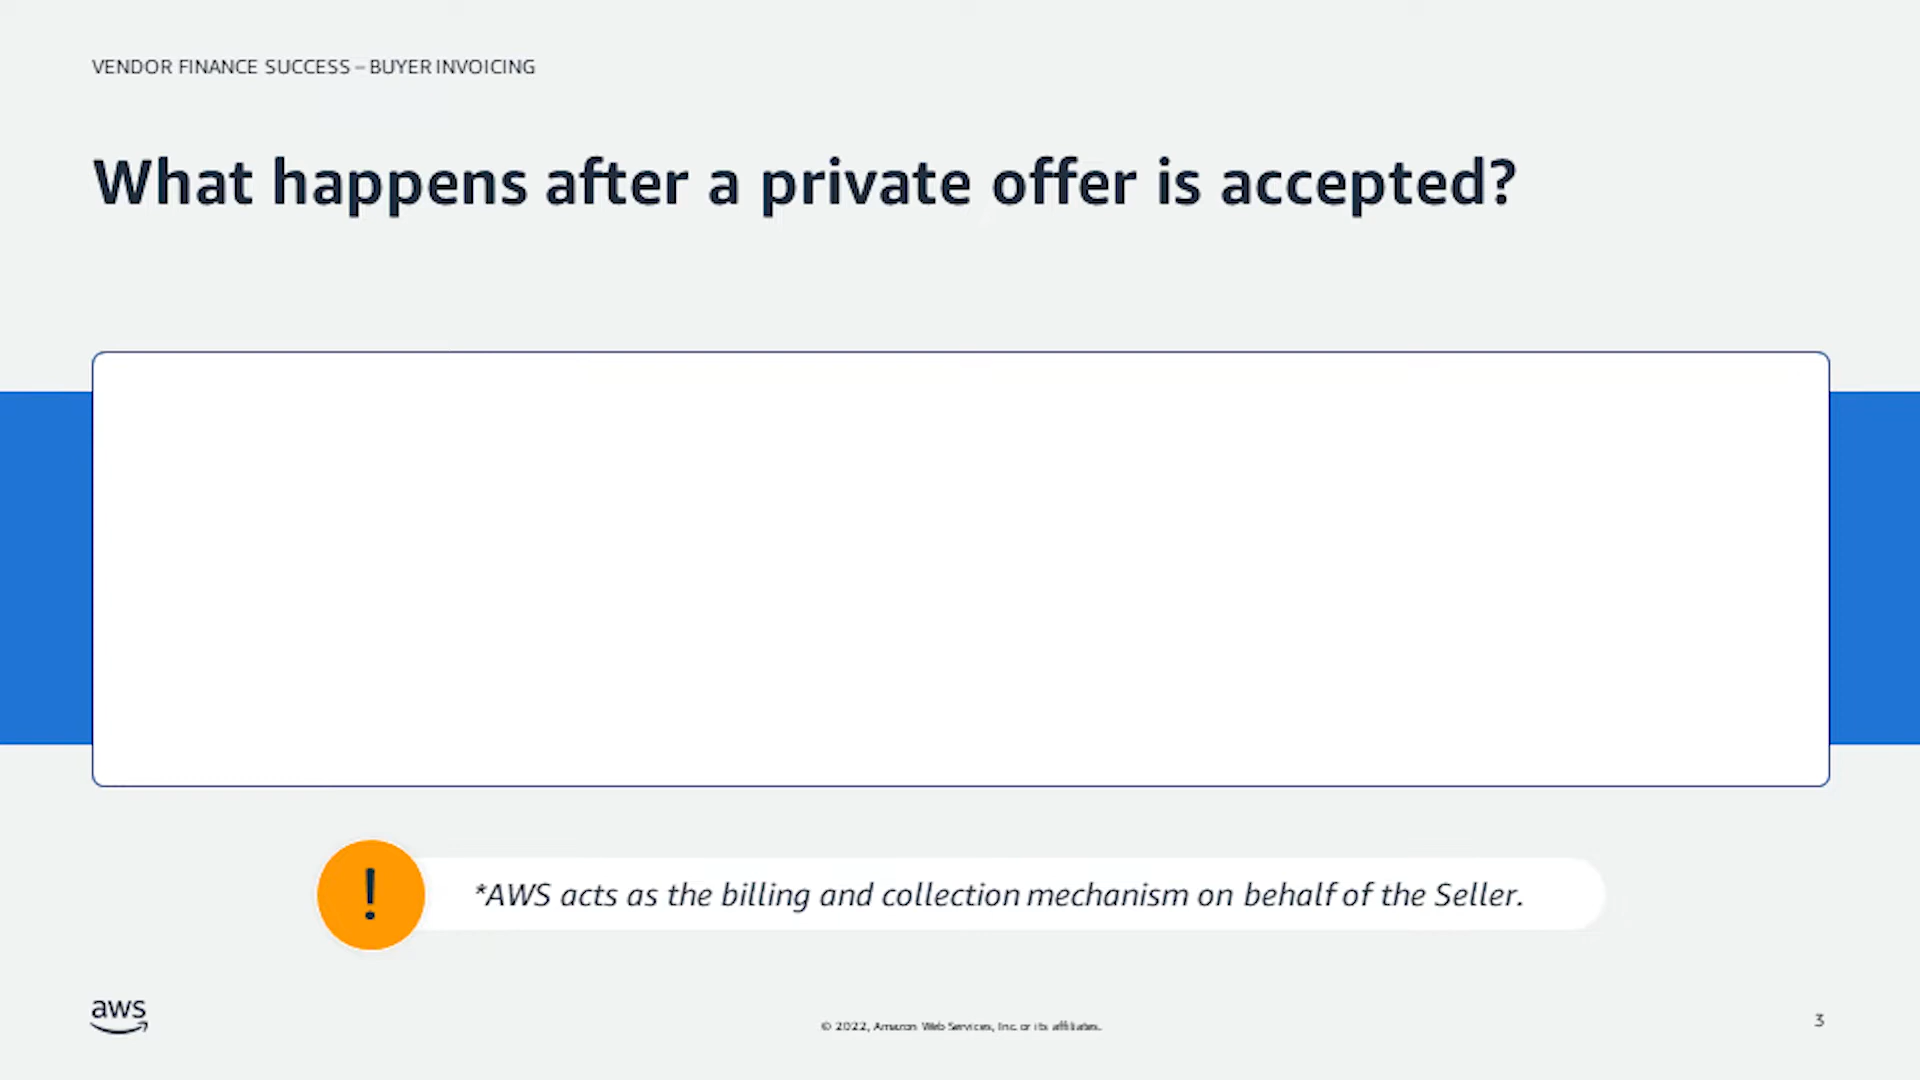 VENDOR FINANCE SUCCESS – BUYER INVOICING
What happens after a private offer is accepted?
!
*AWS acts as the billing and collection mechanism on behalf of the Seller.
aws
© 2022, Amazon Web Services, Inc. or its affiliates.
3